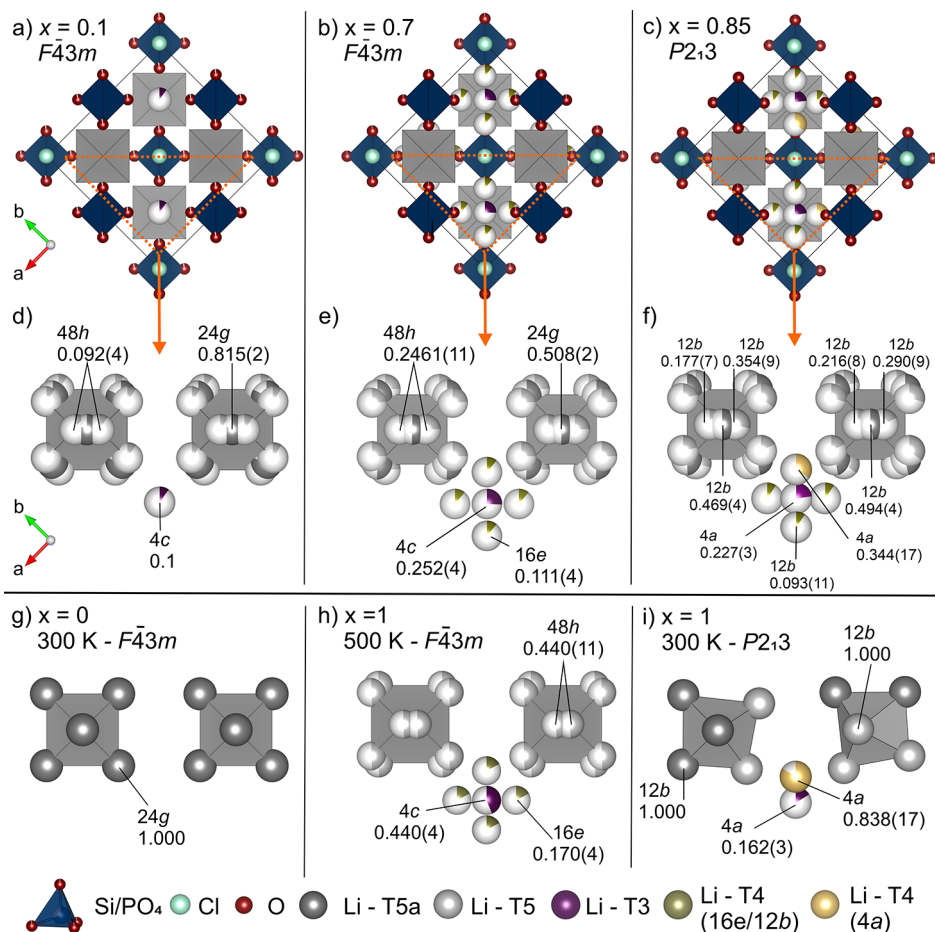 a) x = 0.1
F4̄3m
b) x = 0.7
F4̄3m
c) x = 0.85
P2₁3
b
a
d)
48h
0.092(4)
24g
0.815(2)
4c
0.1
b
a
e)
48h
0.2461(11)
24g
0.508(2)
4c
0.252(4)
16e
0.111(4)
f)
12b
0.177(7)
12b
0.354(9)
12b
0.216(8)
12b
0.290(9)
12b
0.469(4)
12b
0.494(4)
4a
0.227(3)
12b
0.093(11)
4a
0.344(17)
g) x = 0
300 K - F4̄3m
24g
1.000
h) x =1
500 K - F4̄3m
48h
0.440(11)
4c
0.440(4)
16e
0.170(4)
i) x = 1
300 K - P2₁3
12b
1.000
12b
1.000
4a
0.162(3)
4a
0.838(17)
Si/PO₄
Cl
O
Li - T5a
Li - T5
Li - T3
Li - T4
(16e/12b)
Li - T4
(4a)